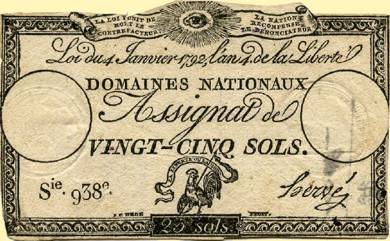 LA LOI PUNIT DE MORT LE CONTREFACTEUR.
LA NATION RÉCOMPENSE LE DÉNONCIATEUR
Loi du 4 Janvier 1792, l'an 4. de la Liberté
DOMAINES NATIONAUX
Assignat de
VINGT-CINQ SOLS.
Sie. 938e.
Hervé
25 sols.